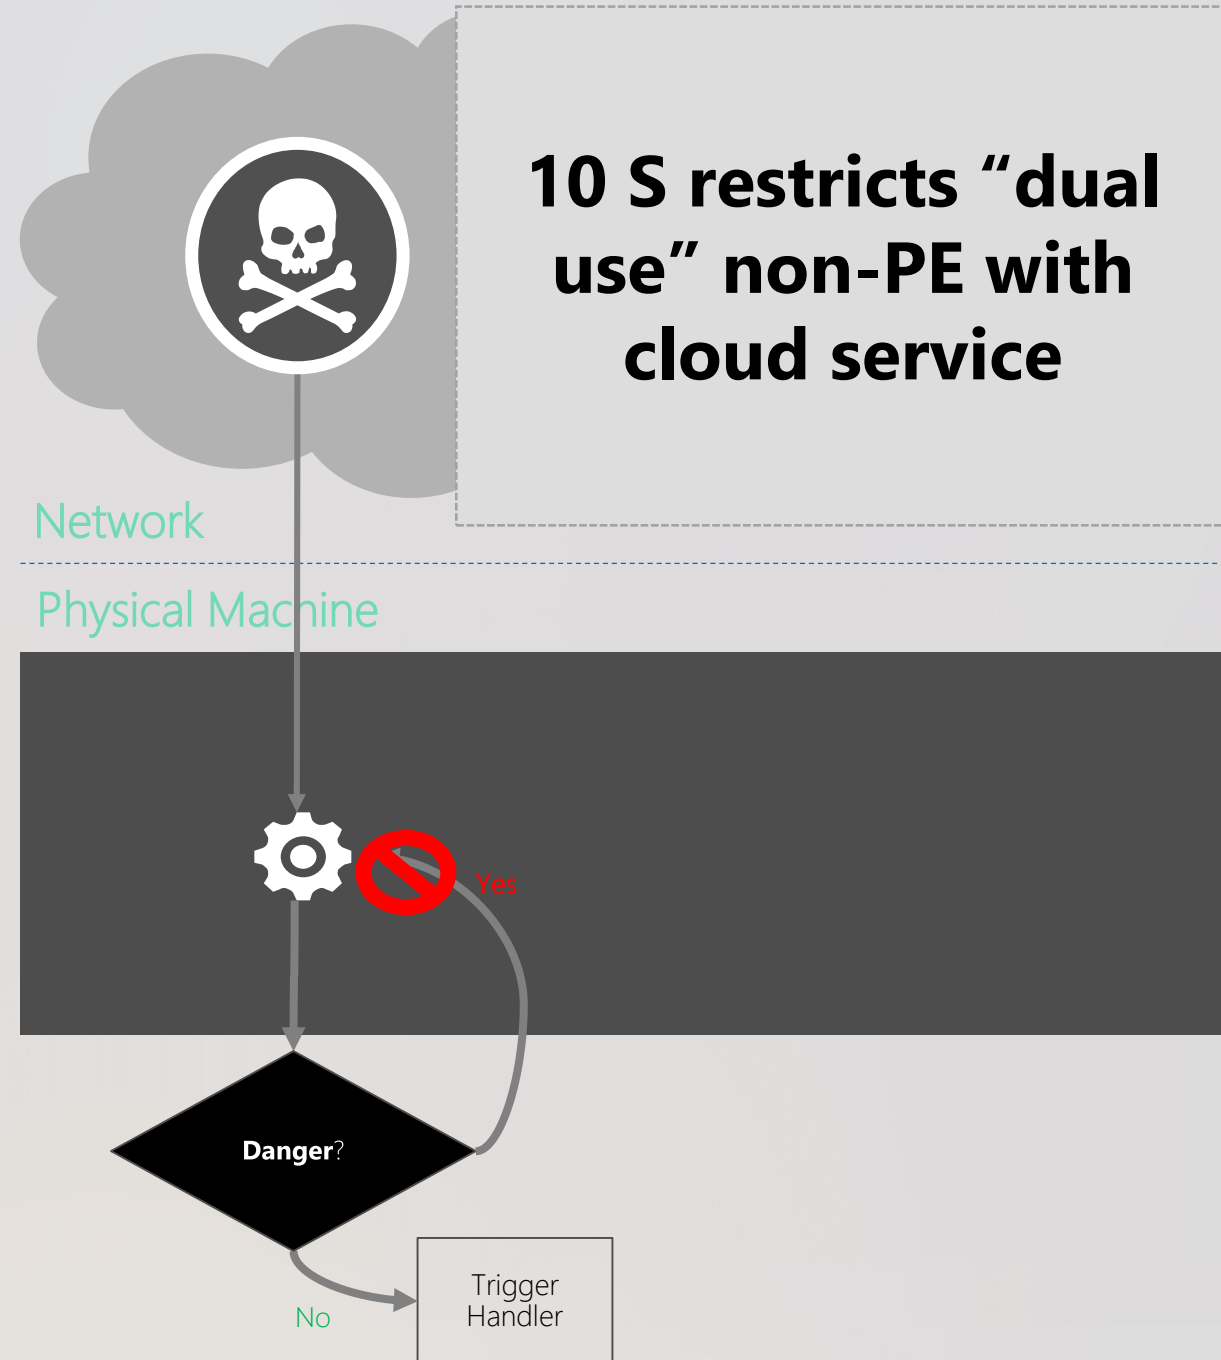 10 S restricts “dual
use” non-PE with
cloud service
Network
Physical Machine
Yes
Danger?
No
Trigger
Handler